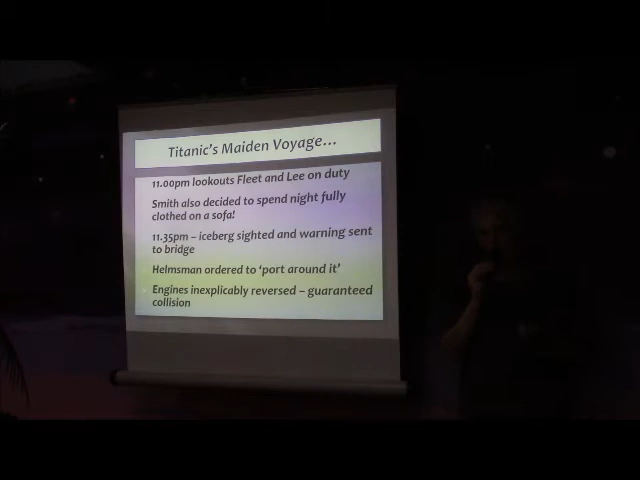 Titanic's Maiden Voyage...
11.00pm lookouts Fleet and Lee on duty
Smith also decided to spend night fully
clothed on a sofa!
11.35pm – iceberg sighted and warning sent
to bridge
Helmsman ordered to 'port around it'
Engines inexplicably reversed – guaranteed
collision